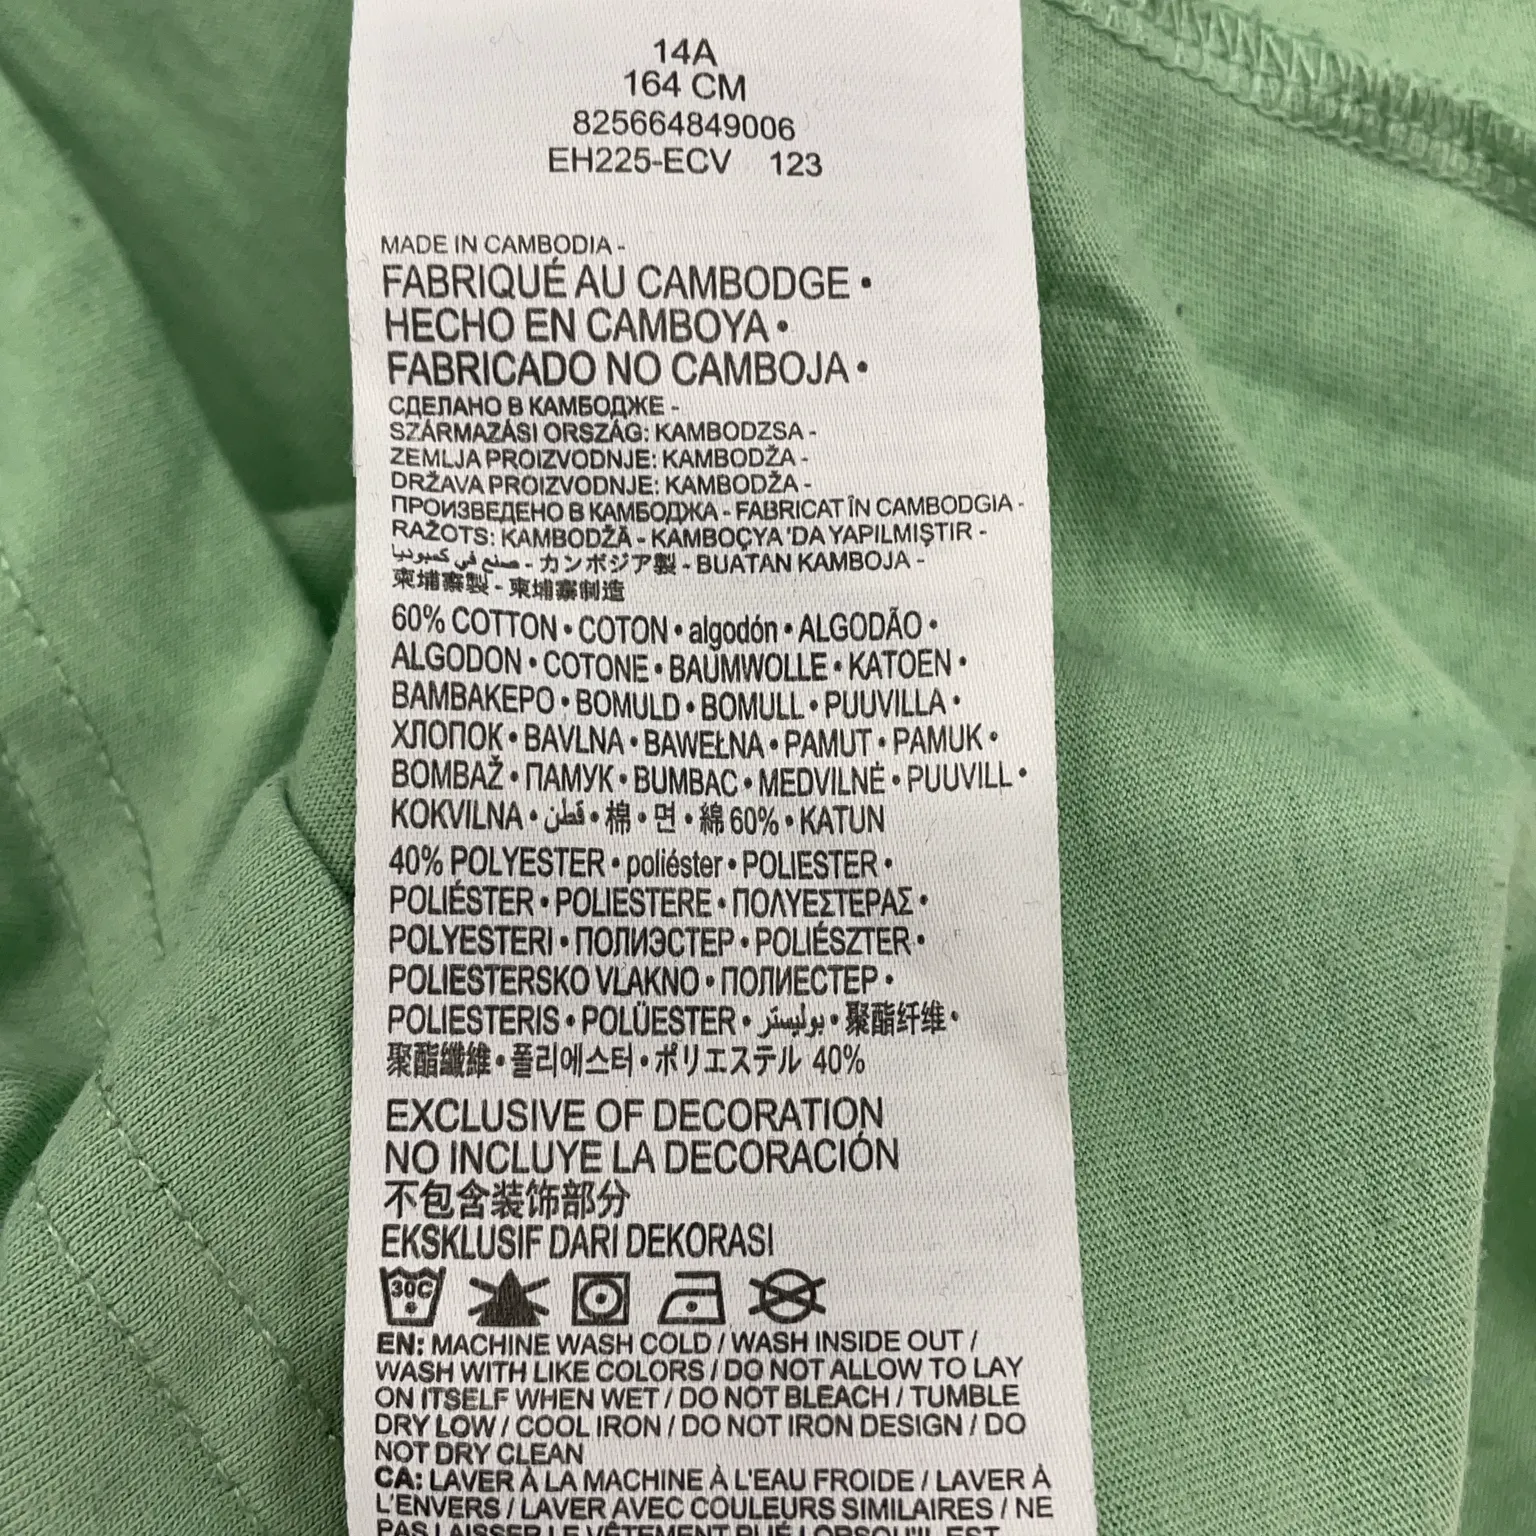 14A
164 CM
825664849006
EH225-ECV 123
MADE IN CAMBODIA -
FABRIQUÉ AU CAMBODGE •
HECHO EN CAMBOYA •
FABRICADO NO CAMBOJA •
СДЕЛАНО В КАМБОДЖЕ -
SZÁRMAZÁSI ORSZÁG: KAMBODZSA -
ZEMLJA PROIZVODNJE: KAMBODŽA -
DRŽAVA PROIZVODNJE: KAMBODŽA -
ПРОИЗВЕДЕНО В КАМБОДЖА - FABRICAT ÎN CAMBODGIA -
RAŽOTS: KAMBODŽĀ - KAMBOÇYA 'DA YAPILMIŞTIR -
صنع في كمبوديا - カンボジア製 - BUATAN KAMBOJA -
柬埔寨製 - 柬埔寨制造
60% COTTON • COTON • algodón • ALGODÃO •
ALGODON • COTONE • BAUMWOLLE • KATOEN •
BAMBAKEPO • BOMULD • BOMULL • PUUVILLA •
ХЛОПОК • BAVLNA • BAWEŁNA • PAMUT • PAMUK •
BOMBAŽ • ПАМУК • BUMBAC • MEDVILNĖ • PUUVILL •
KOKVILNA • قطن • 棉 • 면 • 綿 60% • KATUN
40% POLYESTER • poliéster • POLIESTER •
POLIÉSTER • POLIESTERE • ΠΟΛΥΕΣΤΕΡΑΣ •
POLYESTERI • ПОЛИЭСТЕР • POLIÉSZTER •
POLIESTERSKO VLAKNO • ПОЛИЕСТЕР •
POLIESTERIS • POLÜESTER • بوليستر • 聚酯纤维 •
聚酯纖維 • 폴리에스터 • ポリエステル 40%
EXCLUSIVE OF DECORATION
NO INCLUYE LA DECORACIÓN
不包含装饰部分
EKSKLUSIF DARI DEKORASI
30C
EN: MACHINE WASH COLD / WASH INSIDE OUT /
WASH WITH LIKE COLORS / DO NOT ALLOW TO LAY
ON ITSELF WHEN WET / DO NOT BLEACH / TUMBLE
DRY LOW / COOL IRON / DO NOT IRON DESIGN / DO
NOT DRY CLEAN
CA: LAVER À LA MACHINE À L'EAU FROIDE / LAVER À
L'ENVERS / LAVER AVEC COULEURS SIMILAIRES / NE
PAS LAISSER LE VÊTEMENT PLIÉ LORSQU'IL EST